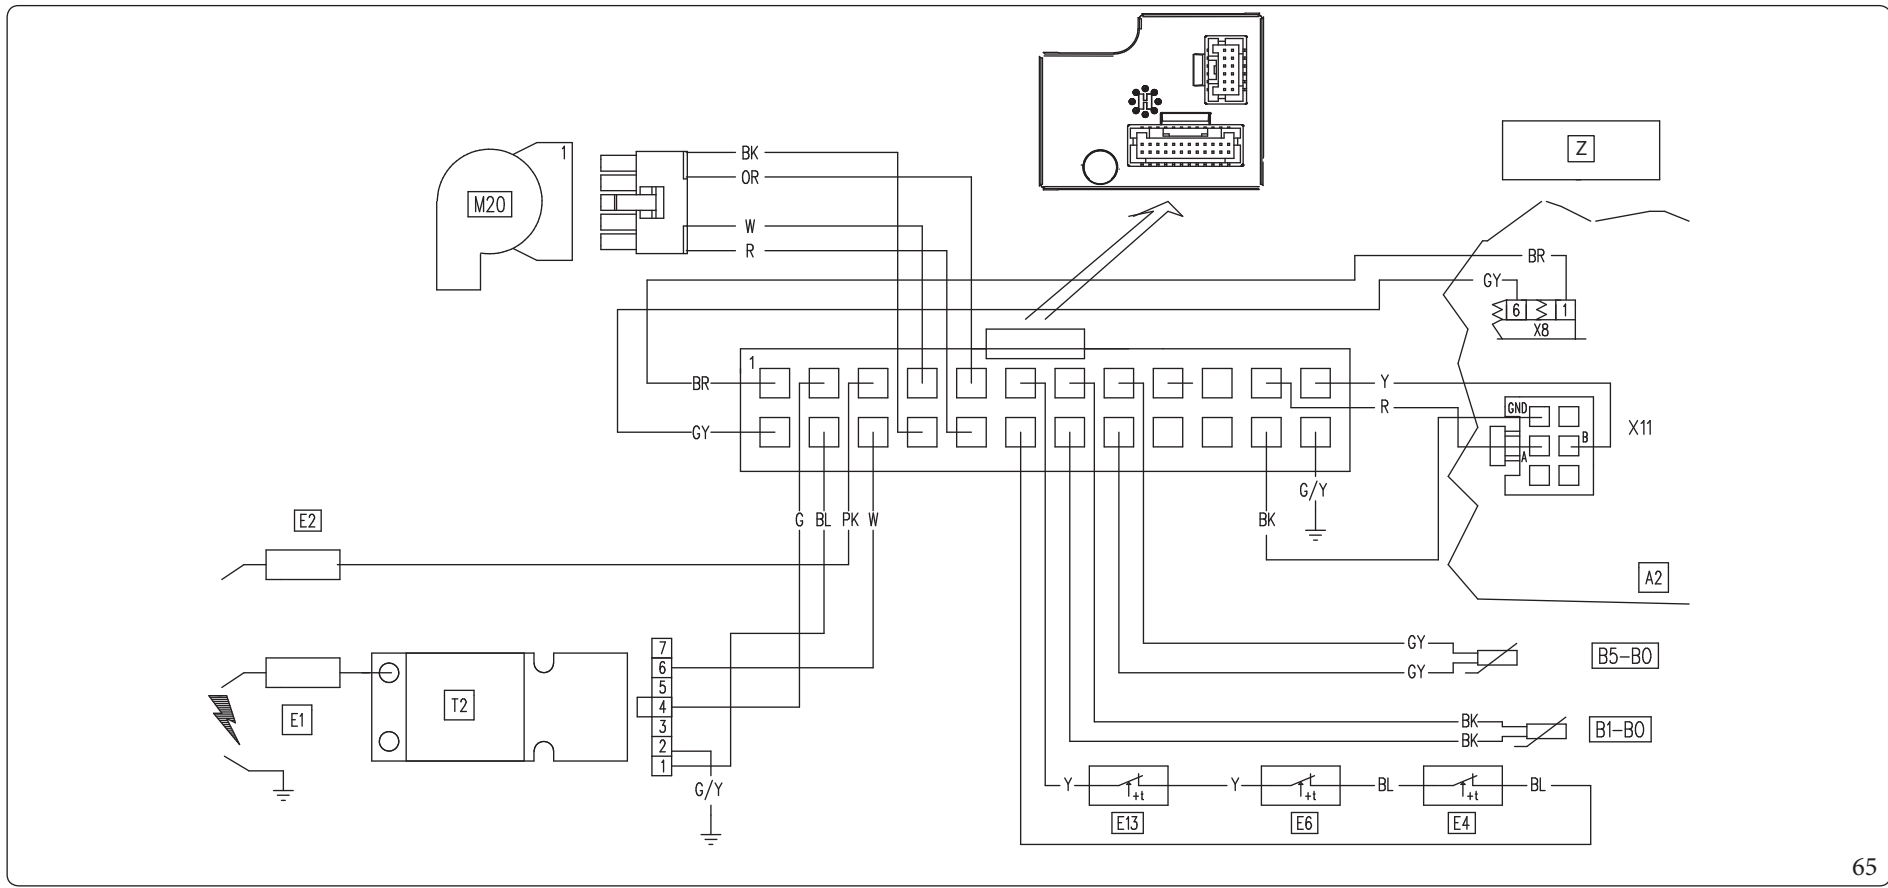 1
BK
OR
M20
W
R
Z
BR
GY
6
1
X8
1
BR
Y
R
GND
B
A
X11
GY
G/Y
G
BL
PK
W
BK
E2
A2
7
6
5
4
3
2
1
T2
E1
G/Y
GY
GY
B5-B0
BK
BK
B1-B0
Y
+t
Y
+t
BL
+t
BL
E13
E6
E4
65